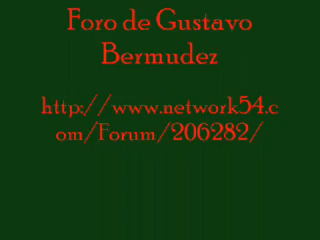 Foro de Gustavo
Bermudez
http://www.network54.c
om/Forum/206282/